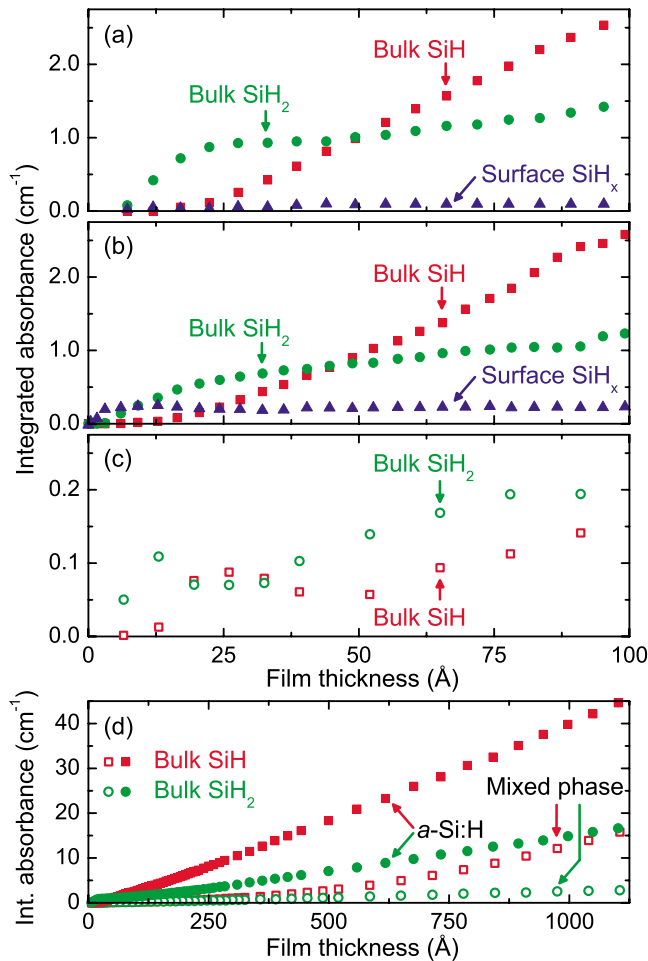 (a)
2.0
1.0
0.0
Bulk SiH
Bulk SiH₂
Surface SiHₓ
(b)
2.0
1.0
0.0
Bulk SiH
Bulk SiH₂
Surface SiHₓ
Integrated absorbance (cm⁻¹)
(c)
0.2
0.1
0.0
Bulk SiH₂
Bulk SiH
0 25 50 75 100
Film thickness (Å)
(d)
40
30
20
10
0
Int. absorbance (cm⁻¹)
Bulk SiH
Bulk SiH₂
Mixed phase
a-Si:H
0 250 500 750 1000
Film thickness (Å)